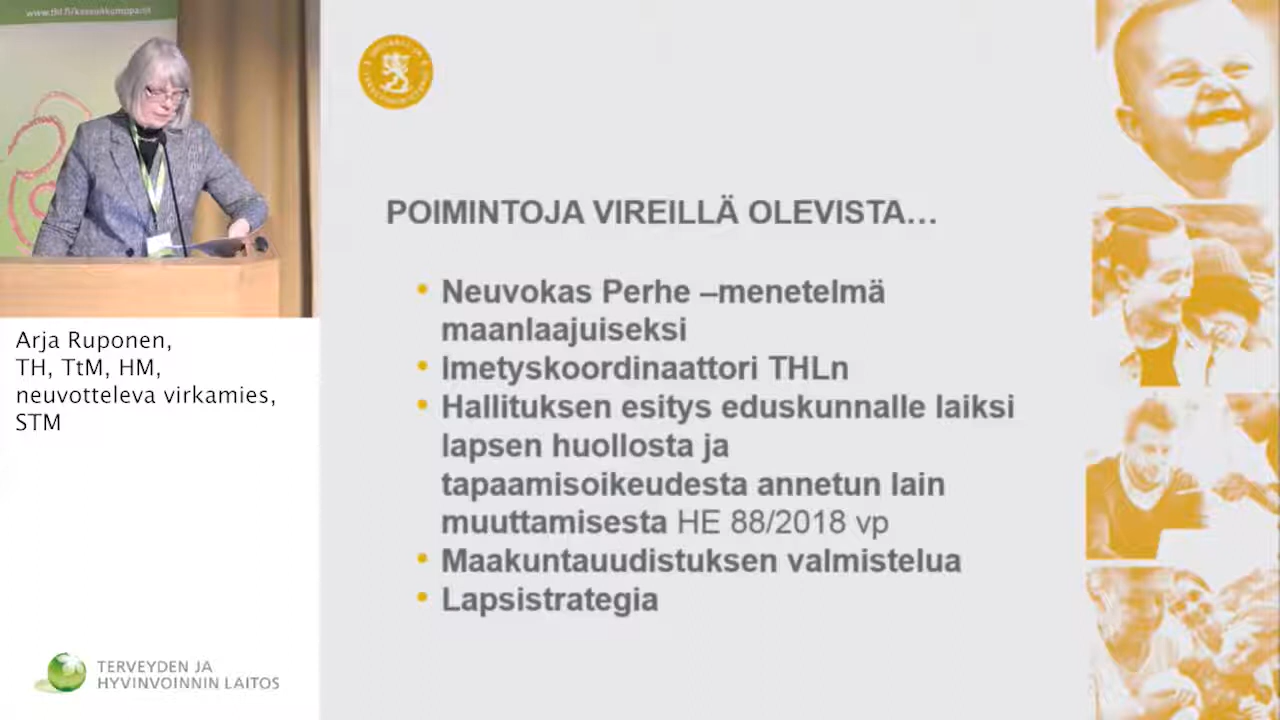 Arja Ruponen,
TH, TtM, HM,
neuvotteleva virkamies,
STM
TERVEYDEN JA
HYVINVOINNIN LAITOS
POIMINTOJA VIREILLÄ OLEVISTA…
• Neuvokas Perhe –menetelmä
maanlaajuiseksi
• Imetyskoordinaattori THLn
• Hallituksen esitys eduskunnalle laiksi
lapsen huollosta ja
tapaamisoikeudesta annetun lain
muuttamisesta HE 88/2018 vp
• Maakuntauudistuksen valmistelua
• Lapsistrategia